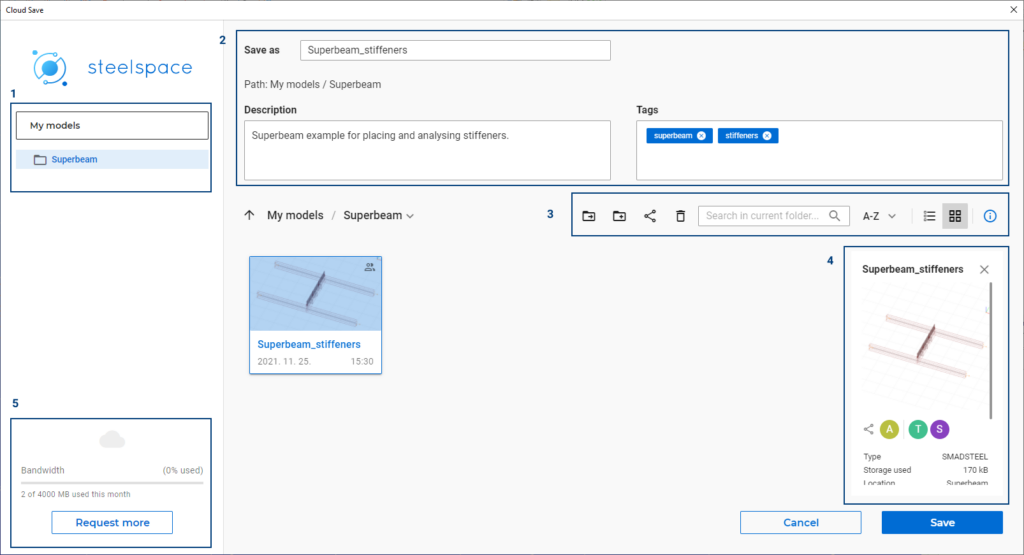 Cloud Save
steelspace
1
My models
Superbeam
2
Save as
Superbeam_stiffeners
Path: My models / Superbeam
Description
Superbeam example for placing and analysing stiffeners.
Tags
superbeam
stiffeners
My models / Superbeam
3
Search in current folder...
A-Z
Superbeam_stiffeners
2021. 11. 25.
15:30
4
Superbeam_stiffeners
A
T
S
Type SMADSTEEL
Storage used 170 kB
Location Superbeam
5
Bandwidth (0% used)
2 of 4000 MB used this month
Request more
Cancel
Save